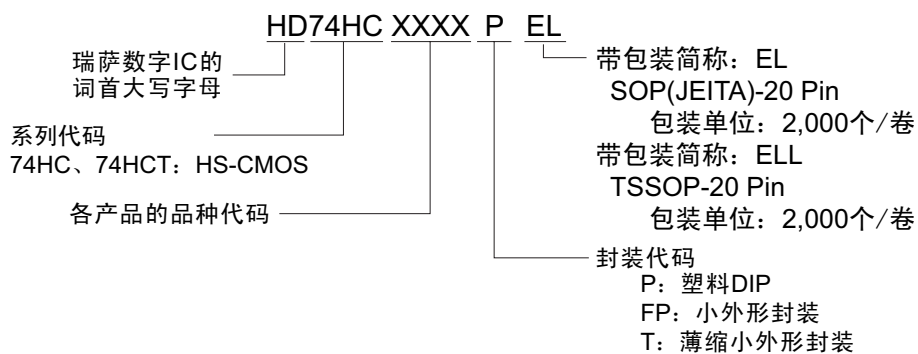 HD74HC XXXX P EL
瑞萨数字IC的
词首大写字母
系列代码
74HC、74HCT：HS-CMOS
各产品的品种代码
带包装简称：EL
SOP(JEITA)-20 Pin
包装单位：2,000个/卷
带包装简称：ELL
TSSOP-20 Pin
包装单位：2,000个/卷
封装代码
P：塑料DIP
FP：小外形封装
T：薄缩小外形封装